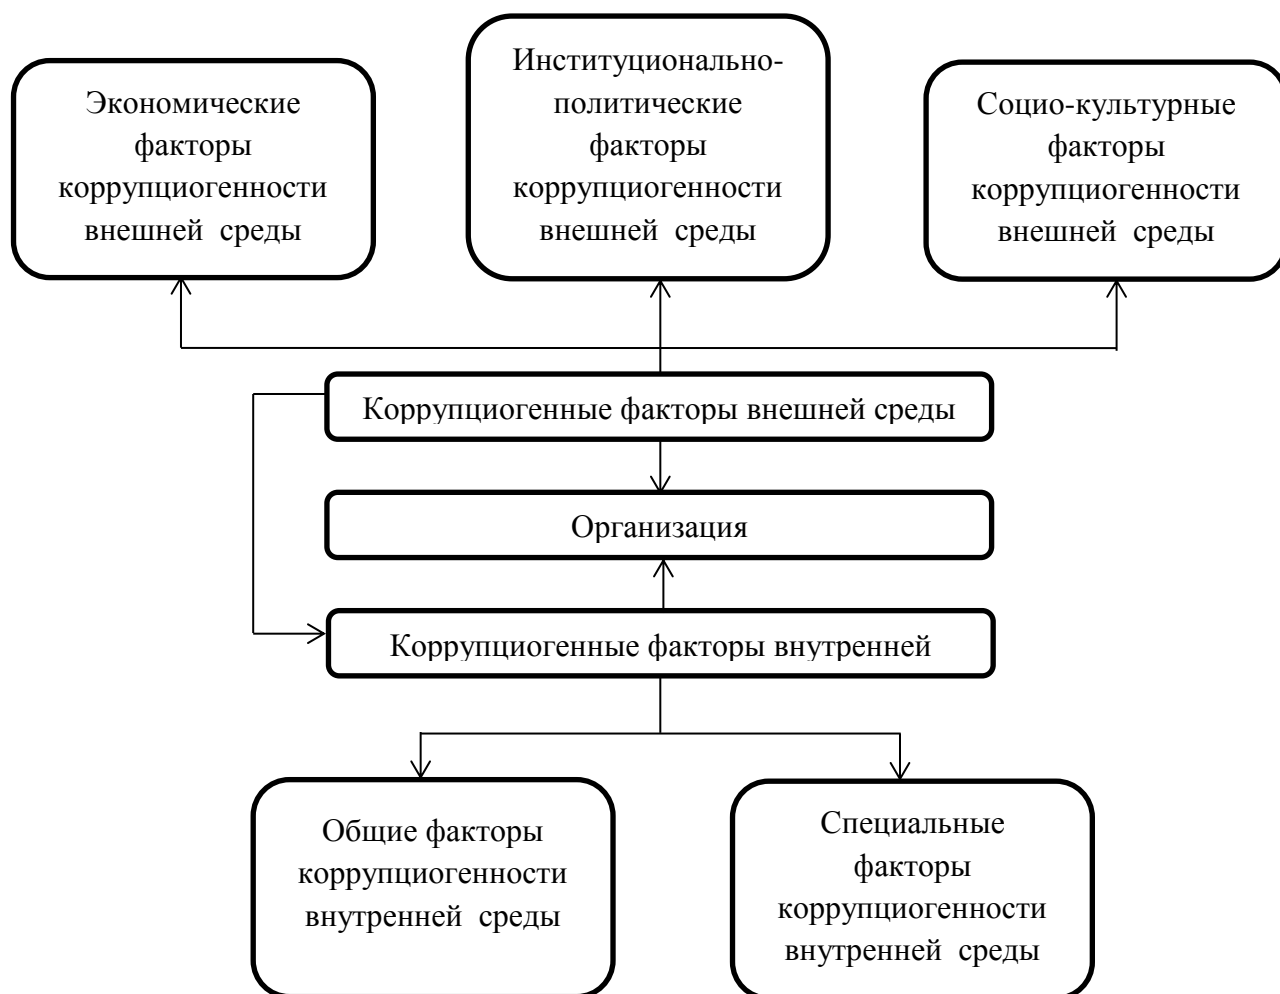 Экономические
факторы
коррупциогенности
внешней среды
Институционально-
политические
факторы
коррупциогенности
внешней среды
Социо-культурные
факторы
коррупциогенности
внешней среды
Коррупциогенные факторы внешней среды
Организация
Коррупциогенные факторы внутренней
Общие факторы
коррупциогенности
внутренней среды
Специальные
факторы
коррупциогенности
внутренней среды